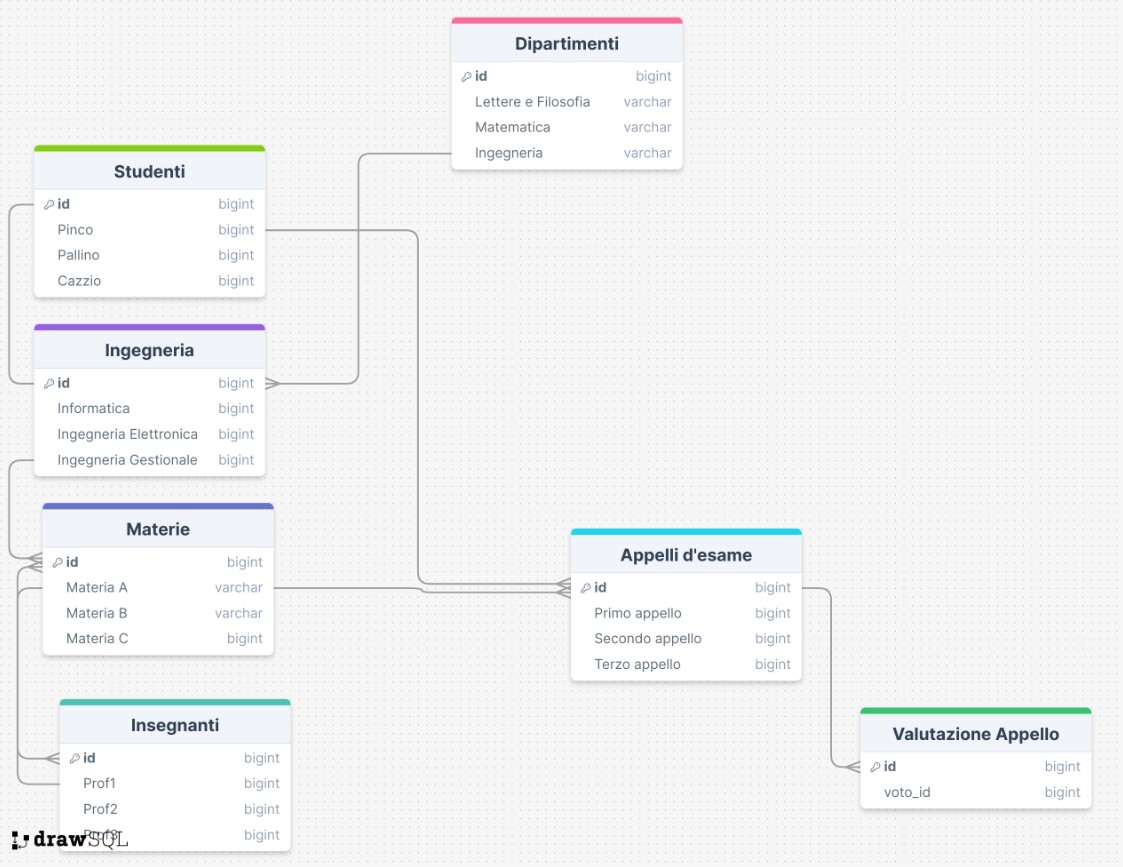 Dipartimenti
id bigint
Lettere e Filosofia varchar
Matematica varchar
Ingegneria varchar
Studenti
id bigint
Pinco bigint
Pallino bigint
Cazzio bigint
Ingegneria
id bigint
Informatica bigint
Ingegneria Elettronica bigint
Ingegneria Gestionale bigint
Materie
id bigint
Materia A varchar
Materia B varchar
Materia C bigint
Appelli d'esame
id bigint
Primo appello bigint
Secondo appello bigint
Terzo appello bigint
Insegnanti
id bigint
Prof1 bigint
Prof2 bigint
Prof3 bigint
Valutazione Appello
id bigint
voto_id bigint
drawSQL